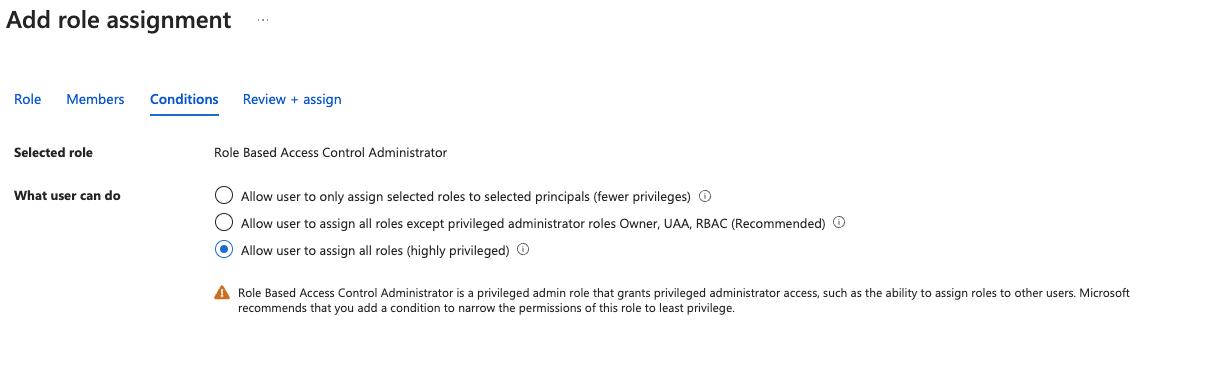 Add role assignment ...
Role Members Conditions Review + assign
Selected role Role Based Access Control Administrator
What user can do
Allow user to only assign selected roles to selected principals (fewer privileges)
Allow user to assign all roles except privileged administrator roles Owner, UAA, RBAC (Recommended)
Allow user to assign all roles (highly privileged)
Role Based Access Control Administrator is a privileged admin role that grants privileged administrator access, such as the ability to assign roles to other users. Microsoft
recommends that you add a condition to narrow the permissions of this role to least privilege.